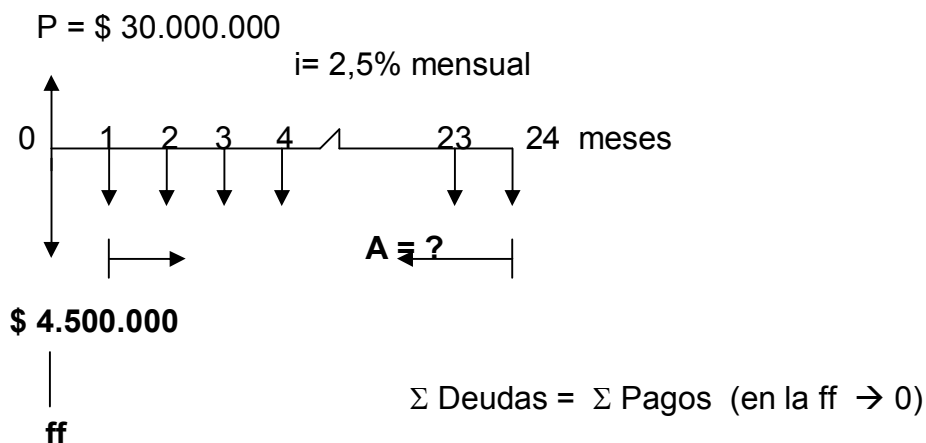 P = $ 30.000.000
i= 2,5% mensual
0 1 2 3 4 23 24 meses
A = ?
$ 4.500.000
Σ Deudas = Σ Pagos (en la ff → 0)
ff